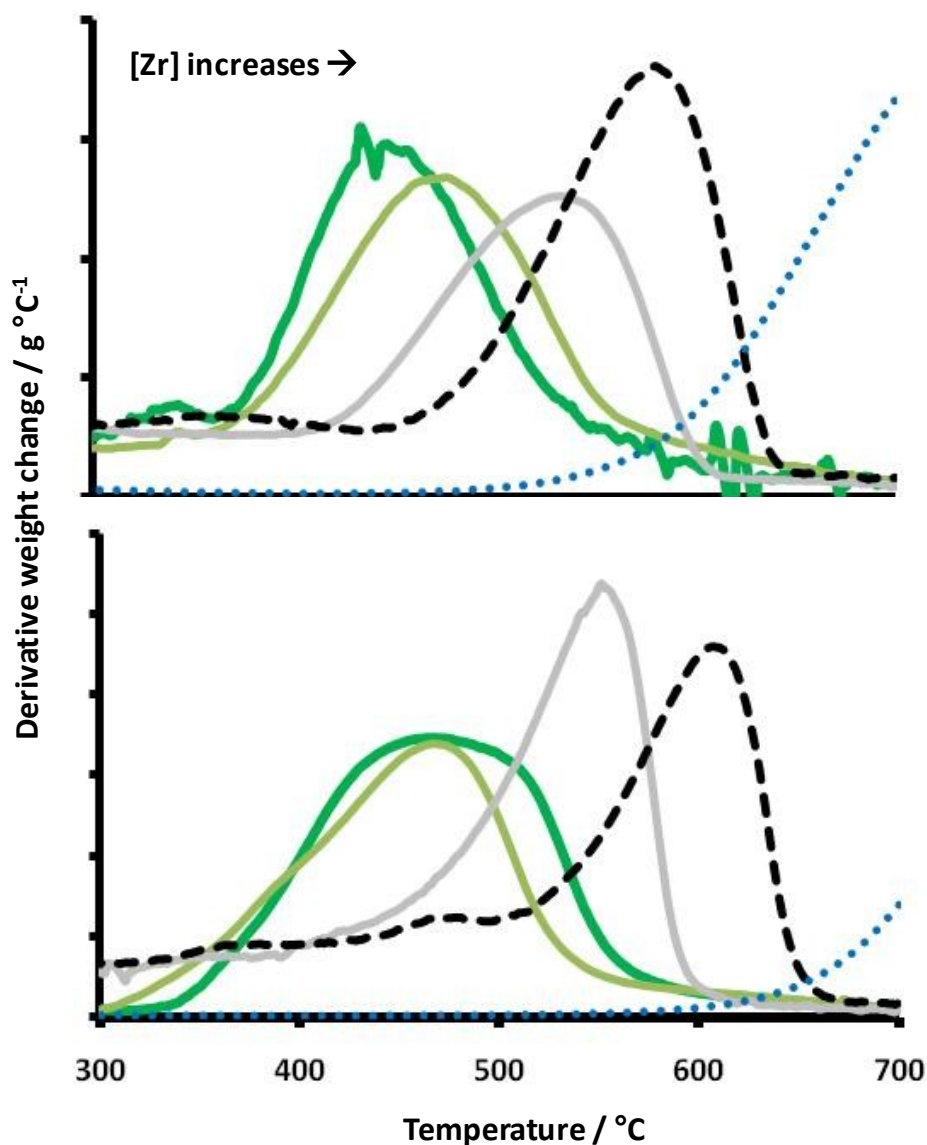 [Zr] increases →
Derivative weight change / g °C-1
300 400 500 600 700
Temperature / °C